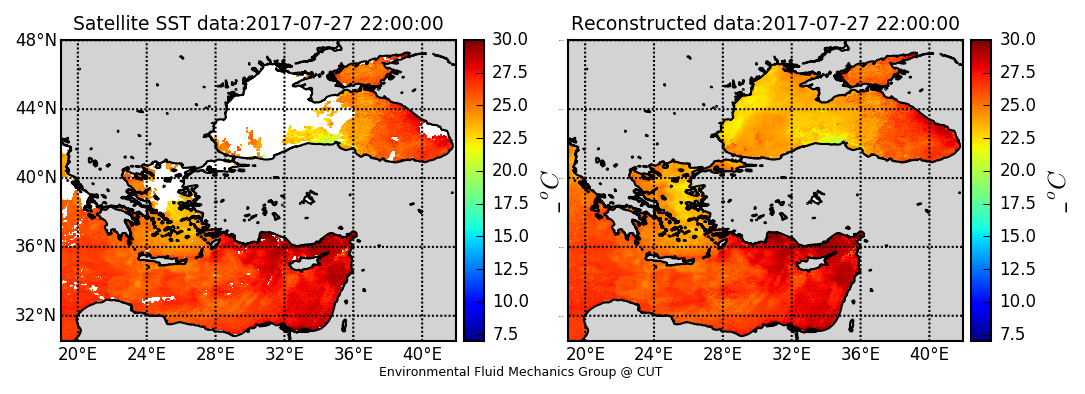 Satellite SST data:2017-07-27 22:00:00
Reconstructed data:2017-07-27 22:00:00
48°N
44°N
40°N
36°N
32°N
20°E 24°E 28°E 32°E 36°E 40°E
30.0
27.5
25.0
22.5
20.0
17.5
15.0
12.5
10.0
7.5
_ °C
20°E 24°E 28°E 32°E 36°E 40°E
30.0
27.5
25.0
22.5
20.0
17.5
15.0
12.5
10.0
7.5
_ °C
Environmental Fluid Mechanics Group @ CUT